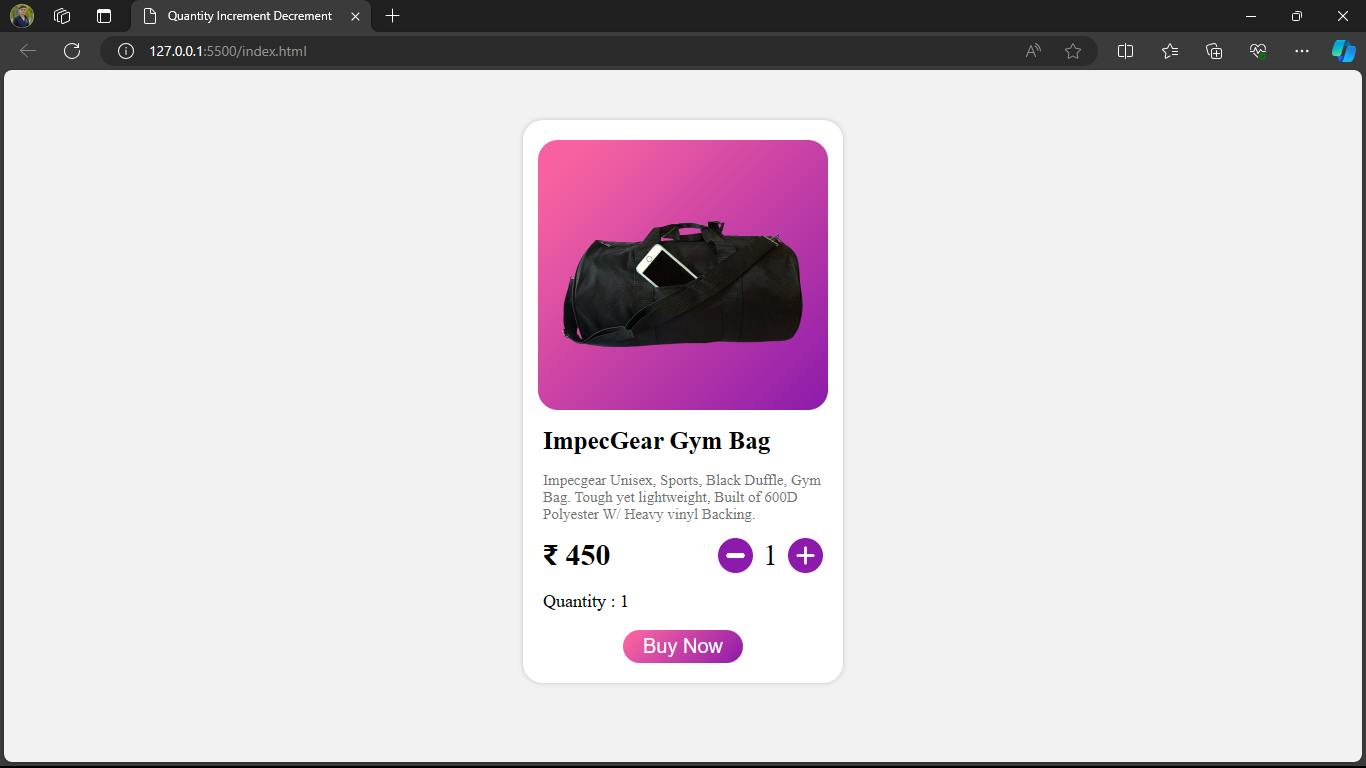 Quantity Increment Decrement
127.0.0.1:5500/index.html
ImpecGear Gym Bag
Impecgear Unisex, Sports, Black Duffle, Gym
Bag. Tough yet lightweight, Built of 600D
Polyester W/ Heavy vinyl Backing.
₹ 450 1
Quantity : 1
Buy Now